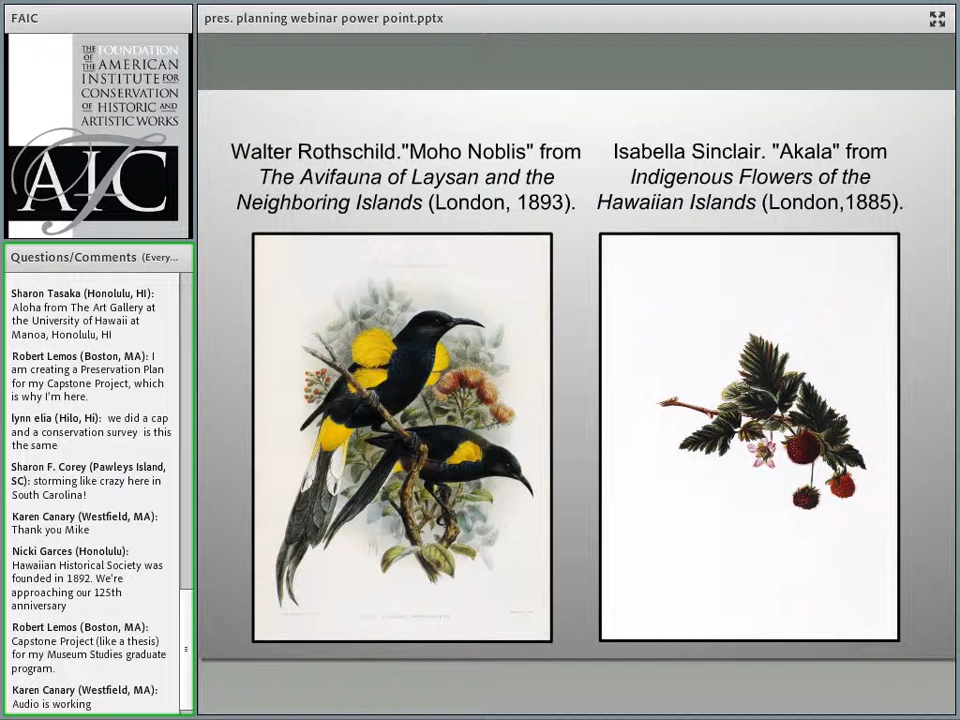 FAIC
THE FOUNDATION
OF
THE AMERICAN
INSTITUTE FOR
CONSERVATION
OF HISTORIC AND
ARTISTIC WORKS
AIC
Questions/Comments (Every...
Sharon Tasaka (Honolulu, HI):
Aloha from The Art Gallery at
the University of Hawaii at
Manoa, Honolulu, HI
Robert Lemos (Boston, MA): I
am creating a Preservation Plan
for my Capstone Project, which
is why I'm here.
lynn elia (Hilo, Hi): we did a cap
and a conservation survey is this
the same
Sharon F. Corey (Pawleys Island,
SC): storming like crazy here in
South Carolina!
Karen Canary (Westfield, MA):
Thank you Mike
Nicki Garces (Honolulu):
Hawaiian Historical Society was
founded in 1892. We're
approaching our 125th
anniversary
Robert Lemos (Boston, MA):
Capstone Project (like a thesis)
for my Museum Studies graduate
program.
Karen Canary (Westfield, MA):
Audio is working
pres. planning webinar power point.pptx
Walter Rothschild."Moho Noblis" from
The Avifauna of Laysan and the
Neighboring Islands (London, 1893).
Isabella Sinclair. "Akala" from
Indigenous Flowers of the
Hawaiian Islands (London,1885).